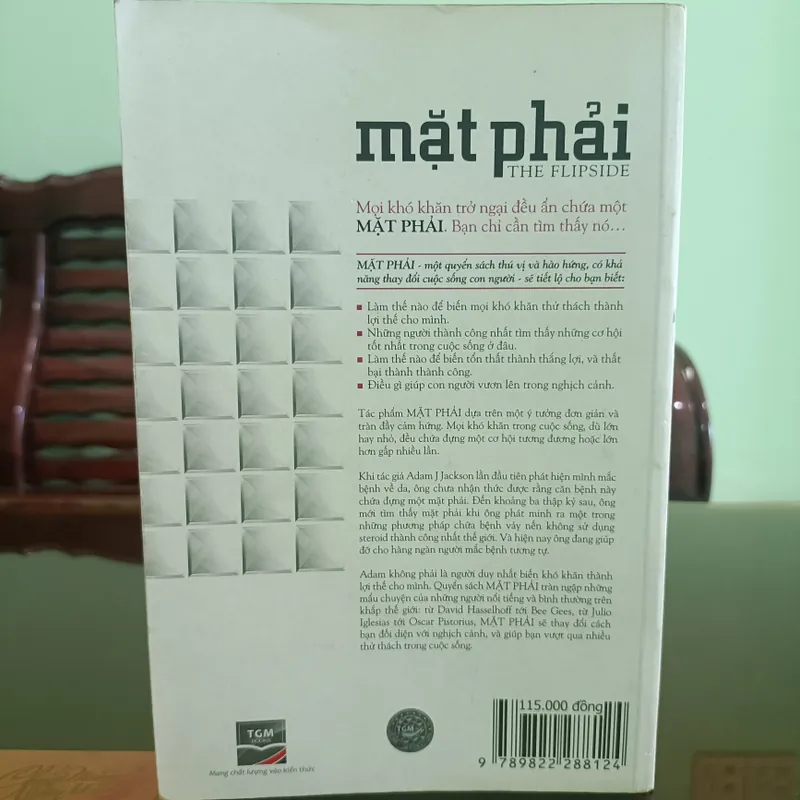 mặt phải
THE FLIPSIDE
Mọi khó khăn trở ngại đều ẩn chứa một
MẶT PHẢI. Bạn chỉ cần tìm thấy nó...
MẶT PHẢI - một quyển sách thú vị và hào hứng, có khả
năng thay đổi cuộc sống con người - sẽ tiết lộ cho bạn biết:
Làm thế nào để biến mọi khó khăn thử thách thành
lợi thế cho mình.
Những người thành công nhất tìm thấy những cơ hội
tốt nhất trong cuộc sống ở đâu.
Làm thế nào để biến tổn thất thành thắng lợi, và thất
bại thành thành công.
Điều gì giúp con người vươn lên trong nghịch cảnh.
Tác phẩm MẶT PHẢI dựa trên một ý tưởng đơn giản và
tràn đầy cảm hứng. Mọi khó khăn trong cuộc sống, dù lớn
hay nhỏ, đều chứa đựng một cơ hội tương đương hoặc lớn
hơn gấp nhiều lần.
Khi tác giả Adam J Jackson lần đầu tiên phát hiện mình mắc
bệnh về da, ông chưa nhận thức được rằng căn bệnh này
chứa đựng một mặt phải. Đến khoảng ba thập kỷ sau, ông
mới tìm thấy mặt phải khi ông phát minh ra một trong
những phương pháp chữa bệnh vảy nến không sử dụng
steroid thành công nhất thế giới. Và hiện nay ông đang giúp
đỡ cho hàng ngàn người mắc bệnh tương tự.
Adam không phải là người duy nhất biến khó khăn thành
lợi thế cho mình. Quyển sách MẶT PHẢI tràn ngập những
mẩu chuyện của những người nổi tiếng và bình thường trên
khắp thế giới: từ David Hasselhoff tới Bee Gees, từ Julio
Iglesias tới Oscar Pistorius, MẶT PHẢI sẽ thay đổi cách
bạn đối diện với nghịch cảnh, và giúp bạn vượt qua nhiều
thử thách trong cuộc sống.
TGM
BOOKS
Mang chất lượng vào kiến thức
TGM
115.000 đồng
9 789822 288124